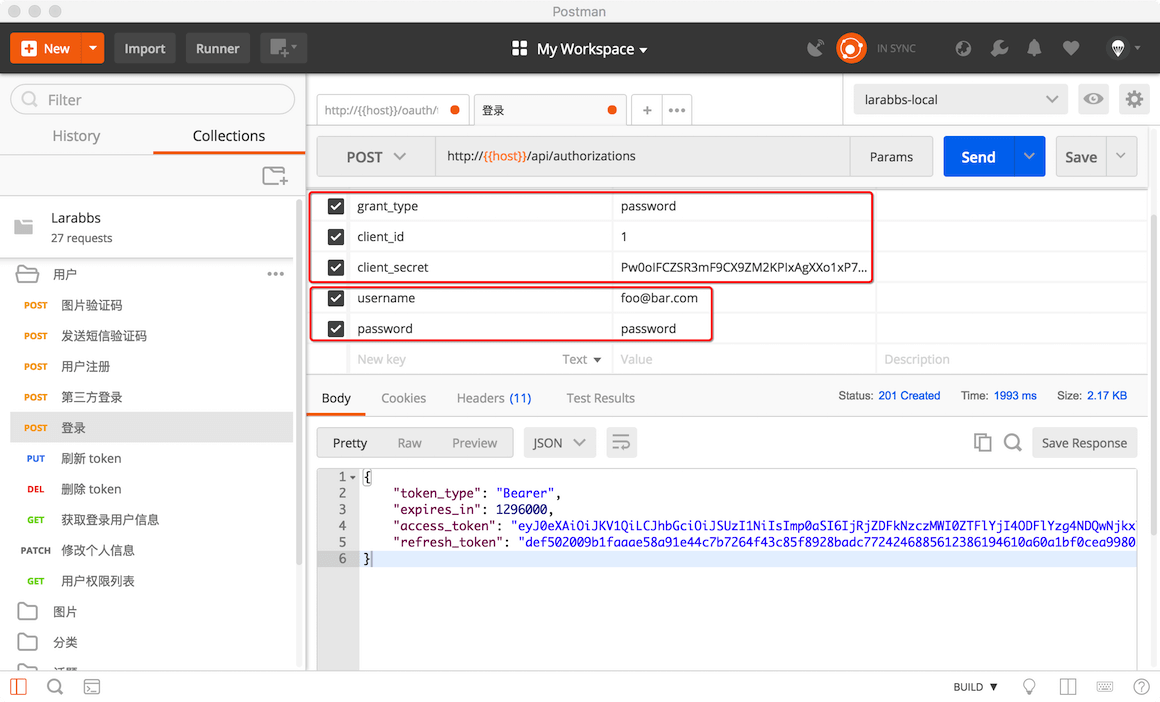 Postman
New
Import
Runner
My Workspace
IN SYNC
Filter
History
Collections
Larabbs
27 requests
用户
POST 图片验证码
POST 发送短信验证码
POST 用户注册
POST 第三方登录
POST 登录
PUT 刷新 token
DEL 删除 token
GET 获取登录用户信息
PATCH 修改个人信息
GET 用户权限列表
图片
分类
http://{{host}}/oauth/
登录
larabbs-local
POST
http://{{host}}/api/authorizations
Params
Send
Save
grant_type password
client_id 1
client_secret Pw0oIFCZSR3mF9CX9ZM2KPIxAgXXo1xP7...
username foo@bar.com
password password
New key Text Value Description
Body Cookies Headers (11) Test Results
Status: 201 Created Time: 1993 ms Size: 2.17 KB
Pretty Raw Preview JSON Save Response
1 {
2 "token_type": "Bearer",
3 "expires_in": 1296000,
4 "access_token": "eyJ0eXAiOiJKV1QiLCJhbGciOiJSUzI1NiIsImp0aSI6IjRjZDFkNzczMWI0ZTFlYjI4ODFlYzg4NDQwNjkx
5 "refresh_token": "def502009b1faaae58a91e44c7b7264f43c85f8928badc7724246885612386194610a60a1bf0cea9980
6 }
BUILD